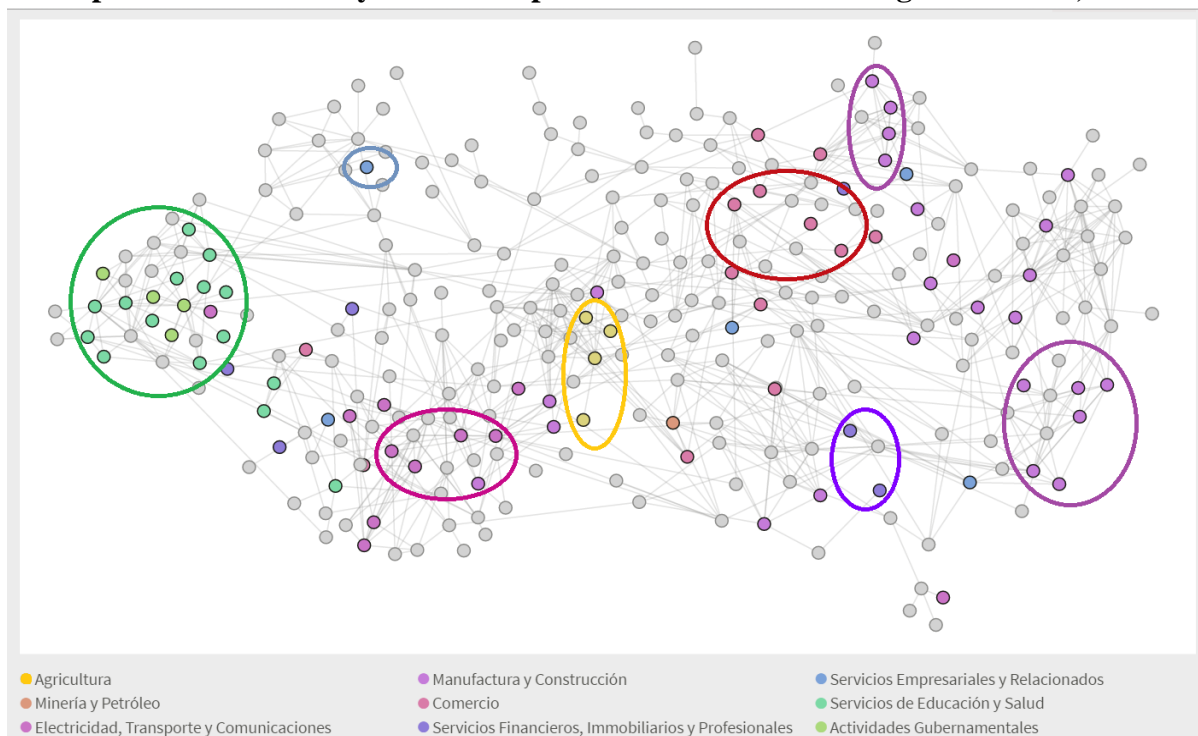 Agricultura
Manufactura y Construcción
Servicios Empresariales y Relacionados
Minería y Petróleo
Comercio
Servicios de Educación y Salud
Electricidad, Transporte y Comunicaciones
Servicios Financieros, Immobiliarios y Profesionales
Actividades Gubernamentales